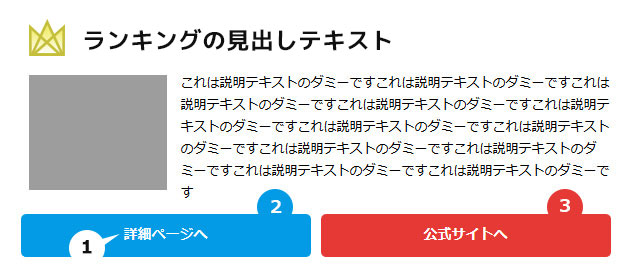 ランキングの見出しテキスト
これは説明テキストのダミーですこれは説明テキストのダミーですこれは
説明テキストのダミーですこれは説明テキストのダミーですこれは説明テ
キストのダミーですこれは説明テキストのダミーですこれは説明テキスト
のダミーですこれは説明テキストのダミーですこれは説明テキストのダ
ミーですこれは説明テキストのダミーですこれは説明テキストのダミーで
す
2
3
詳細ページへ
公式サイトへ
1